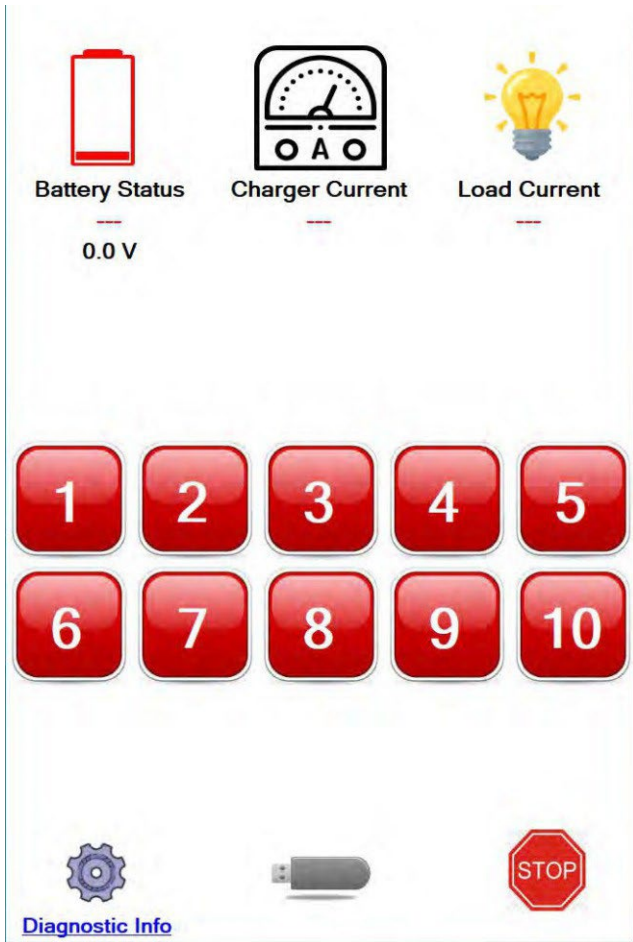 A
Battery Status Charger Current Load Current
--- --- ---
0.0 V
1 2 3 4 5
6 7 8 9 10
STOP
Diagnostic Info